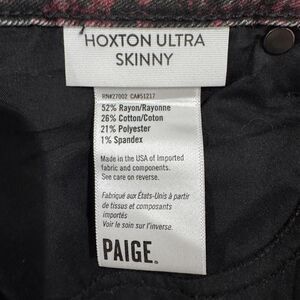 HOXTON ULTRA
SKINNY
RN#27002 CA#51217
52% Rayon/Rayonne
26% Cotton/Coton
21% Polyester
1% Spandex
Made in the USA of imported
fabric and components.
See care on reverse.
Fabriqué aux États-Unis à partir
de tissus et composants
importés
Voir le soin sur l'inverse.
PAIGE.